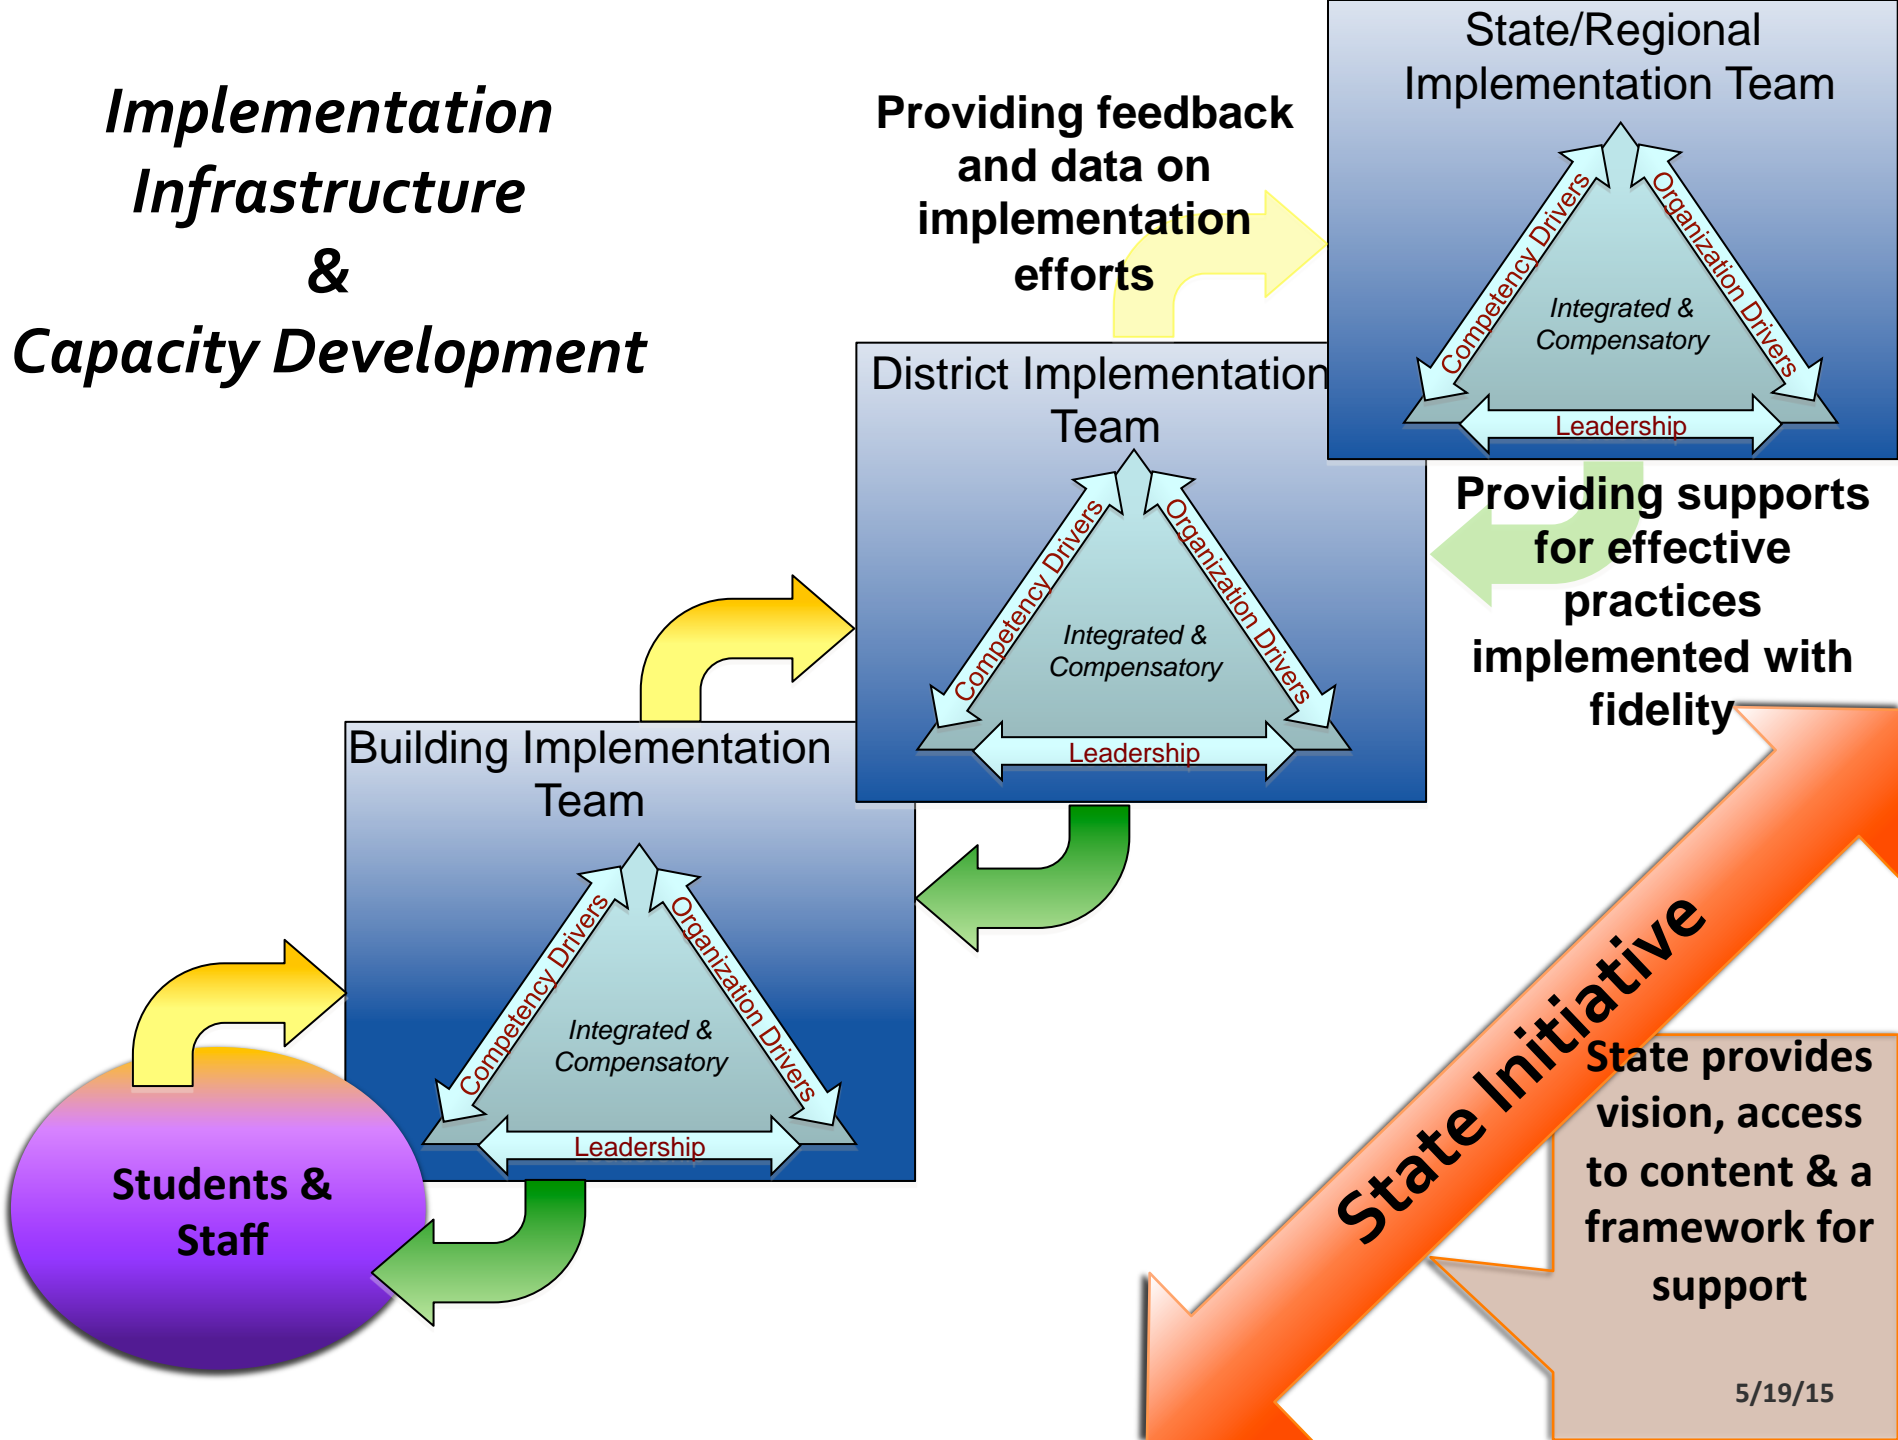 Implementation
Infrastructure
&
Capacity Development
Providing feedback
and data on
implementation
efforts
State/Regional
Implementation Team
Competency Drivers
Organization Drivers
Integrated &
Compensatory
Leadership
District Implementation
Team
Competency Drivers
Organization Drivers
Integrated &
Compensatory
Leadership
Providing supports
for effective
practices
implemented with
fidelity
Building Implementation
Team
Competency Drivers
Organization Drivers
Integrated &
Compensatory
Leadership
Students &
Staff
State Initiative
State provides
vision, access
to content & a
framework for
support
5/19/15